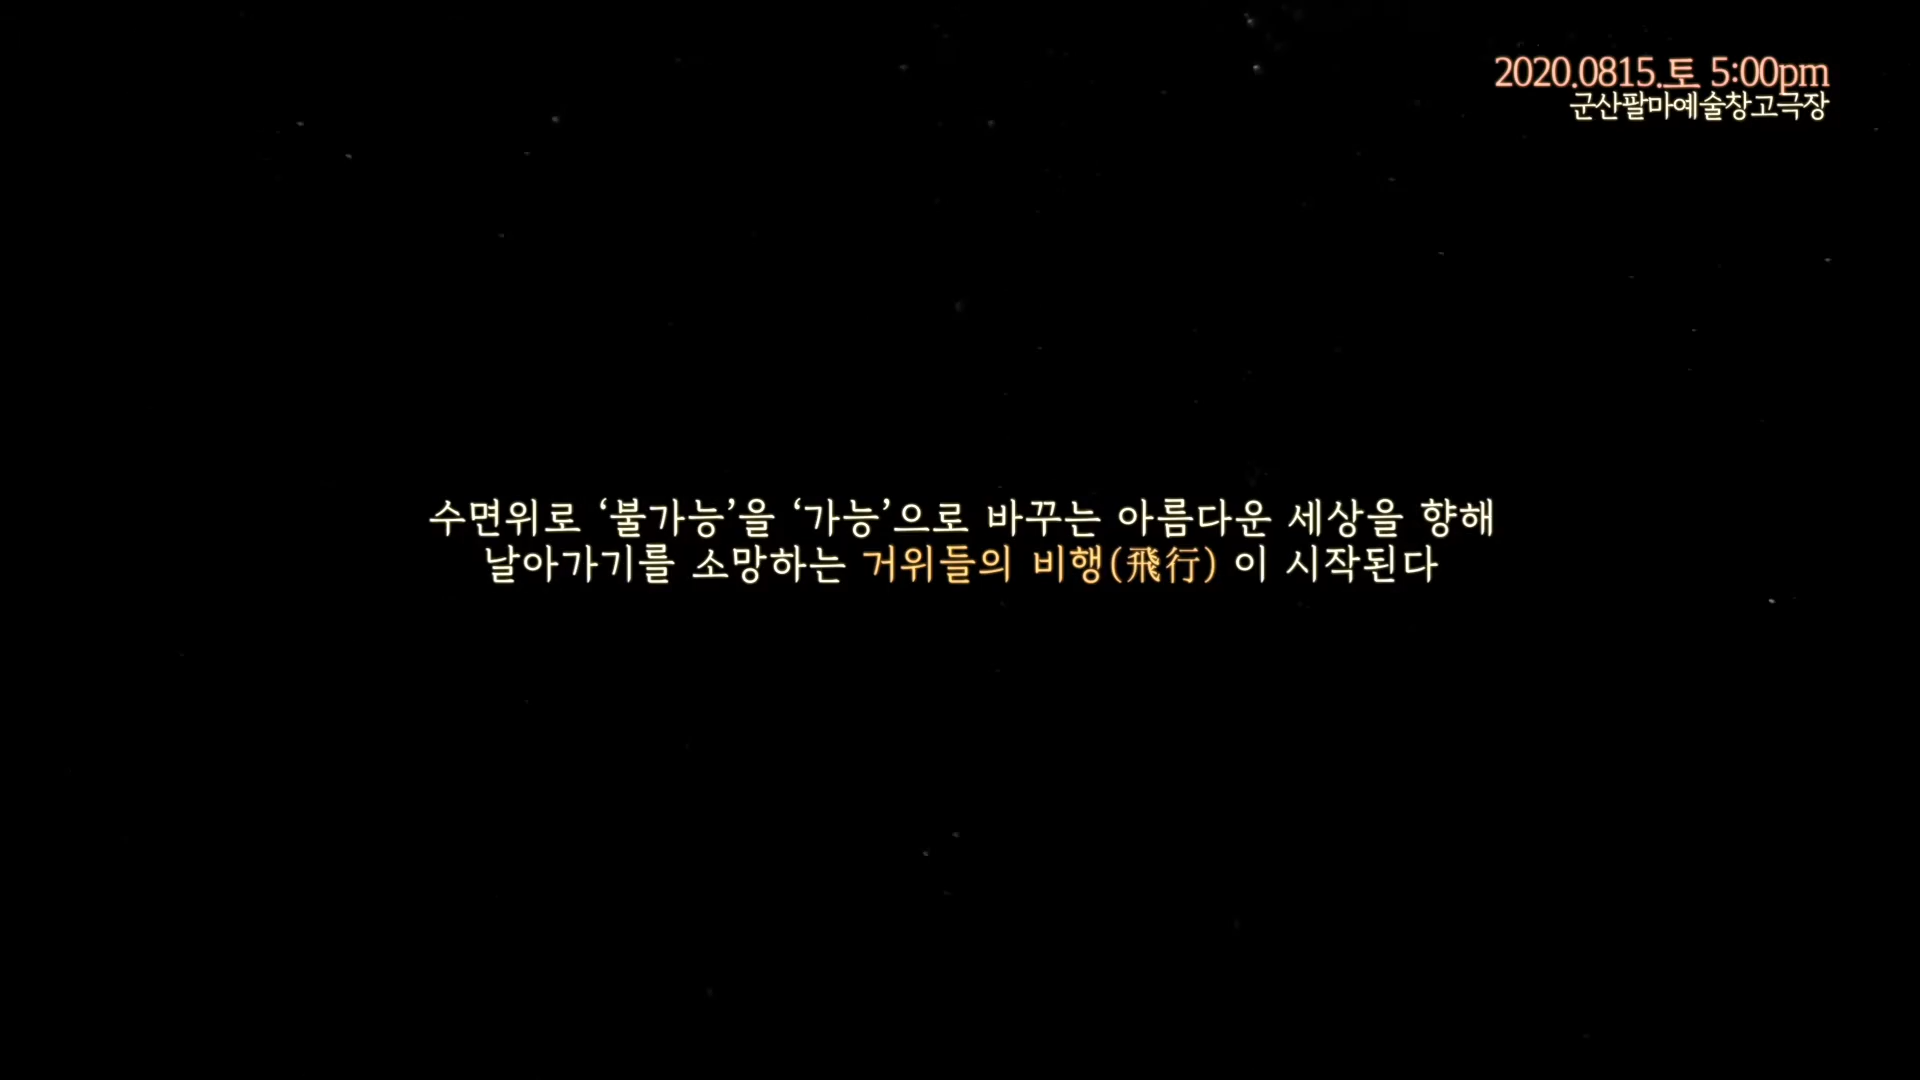 2020.0815.토 5:00pm
군산팔마예술창고극장
수면위로 ‘불가능’을 ‘가능’으로 바꾸는 아름다운 세상을 향해
날아가기를 소망하는 거위들의 비행(飛行) 이 시작된다